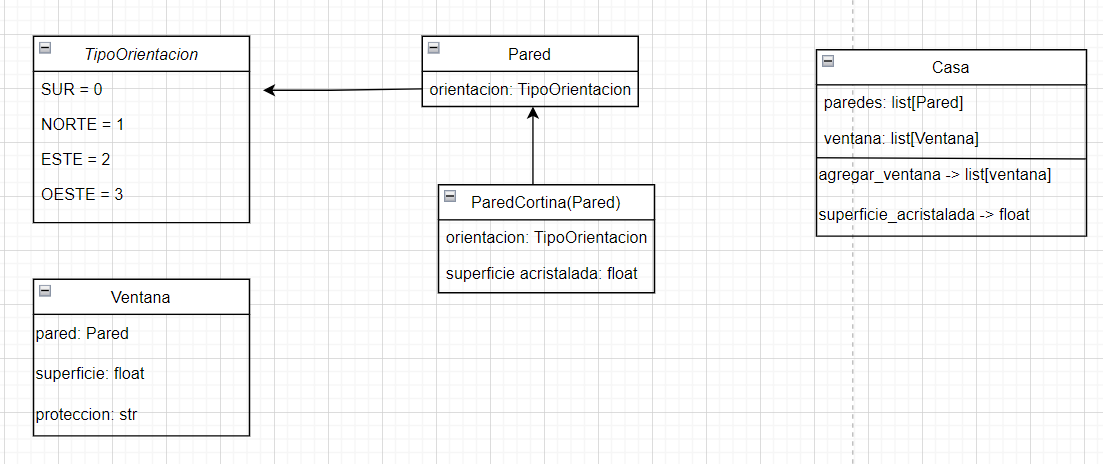 TipoOrientacion
SUR = 0
NORTE = 1
ESTE = 2
OESTE = 3
Pared
orientacion: TipoOrientacion
ParedCortina(Pared)
orientacion: TipoOrientacion
superficie acristalada: float
Casa
paredes: list[Pared]
ventana: list[Ventana]
agregar_ventana -> list[ventana]
superficie_acristalada -> float
Ventana
pared: Pared
superficie: float
proteccion: str